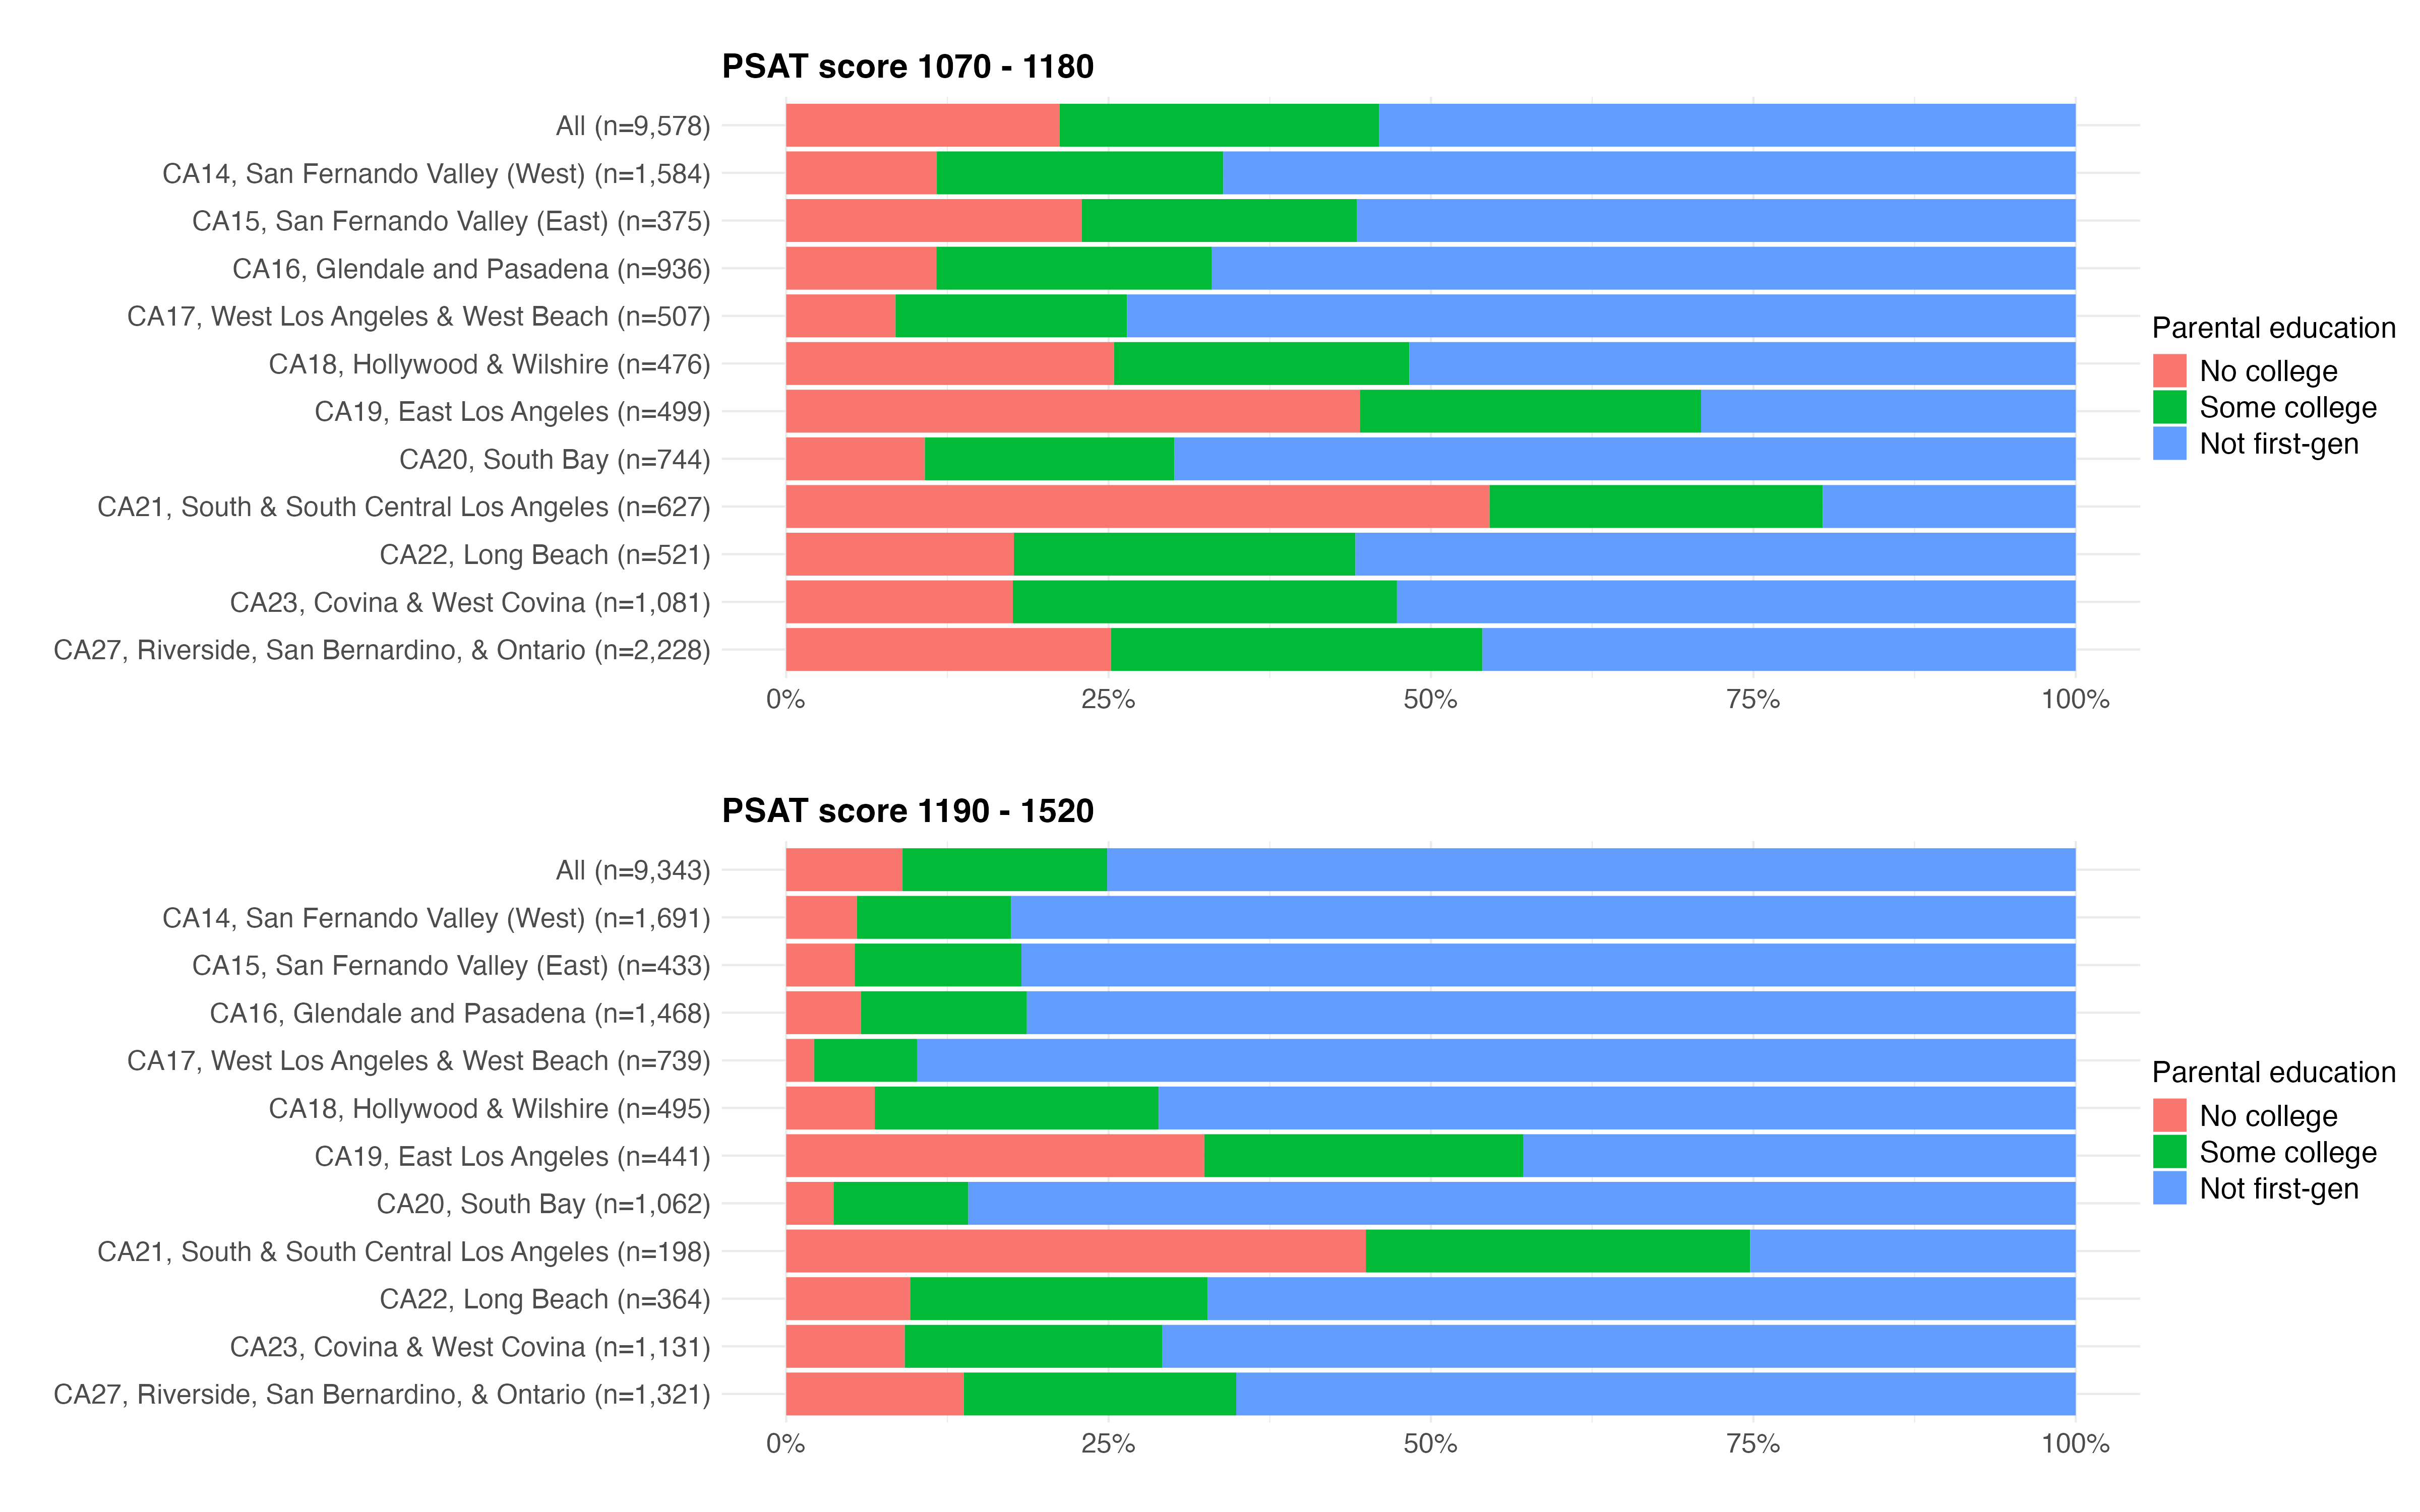 PSAT score 1070 - 1180
All (n=9,578)
CA14, San Fernando Valley (West) (n=1,584)
CA15, San Fernando Valley (East) (n=375)
CA16, Glendale and Pasadena (n=936)
CA17, West Los Angeles & West Beach (n=507)
CA18, Hollywood & Wilshire (n=476)
CA19, East Los Angeles (n=499)
CA20, South Bay (n=744)
CA21, South & South Central Los Angeles (n=627)
CA22, Long Beach (n=521)
CA23, Covina & West Covina (n=1,081)
CA27, Riverside, San Bernardino, & Ontario (n=2,228)
0% 25% 50% 75% 100%
Parental education
No college
Some college
Not first-gen
PSAT score 1190 - 1520
All (n=9,343)
CA14, San Fernando Valley (West) (n=1,691)
CA15, San Fernando Valley (East) (n=433)
CA16, Glendale and Pasadena (n=1,468)
CA17, West Los Angeles & West Beach (n=739)
CA18, Hollywood & Wilshire (n=495)
CA19, East Los Angeles (n=441)
CA20, South Bay (n=1,062)
CA21, South & South Central Los Angeles (n=198)
CA22, Long Beach (n=364)
CA23, Covina & West Covina (n=1,131)
CA27, Riverside, San Bernardino, & Ontario (n=1,321)
0% 25% 50% 75% 100%
Parental education
No college
Some college
Not first-gen